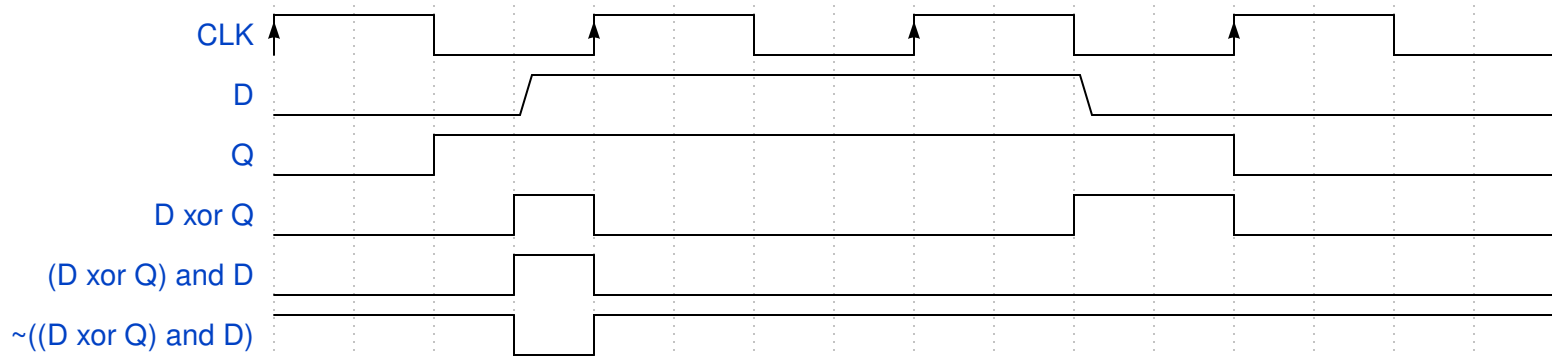 CLK
D
Q
D xor Q
(D xor Q) and D
~((D xor Q) and D)